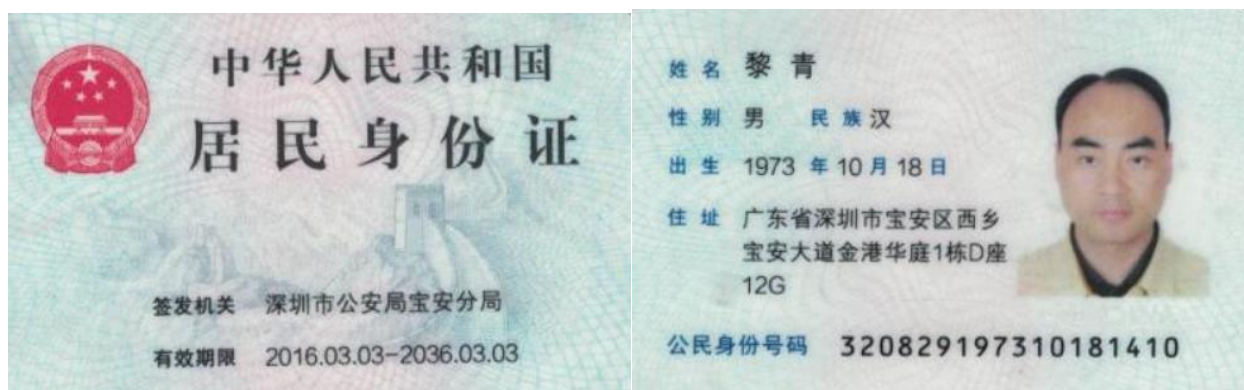 中华人民共和国
居民身份证
签发机关 深圳市公安局宝安分局
有效期限 2016.03.03-2036.03.03
姓名 黎青
性别 男 民族 汉
出生 1973 年 10 月 18 日
住址 广东省深圳市宝安区西乡
宝安大道金港华庭1栋D座
12G
公民身份号码 320829197310181410